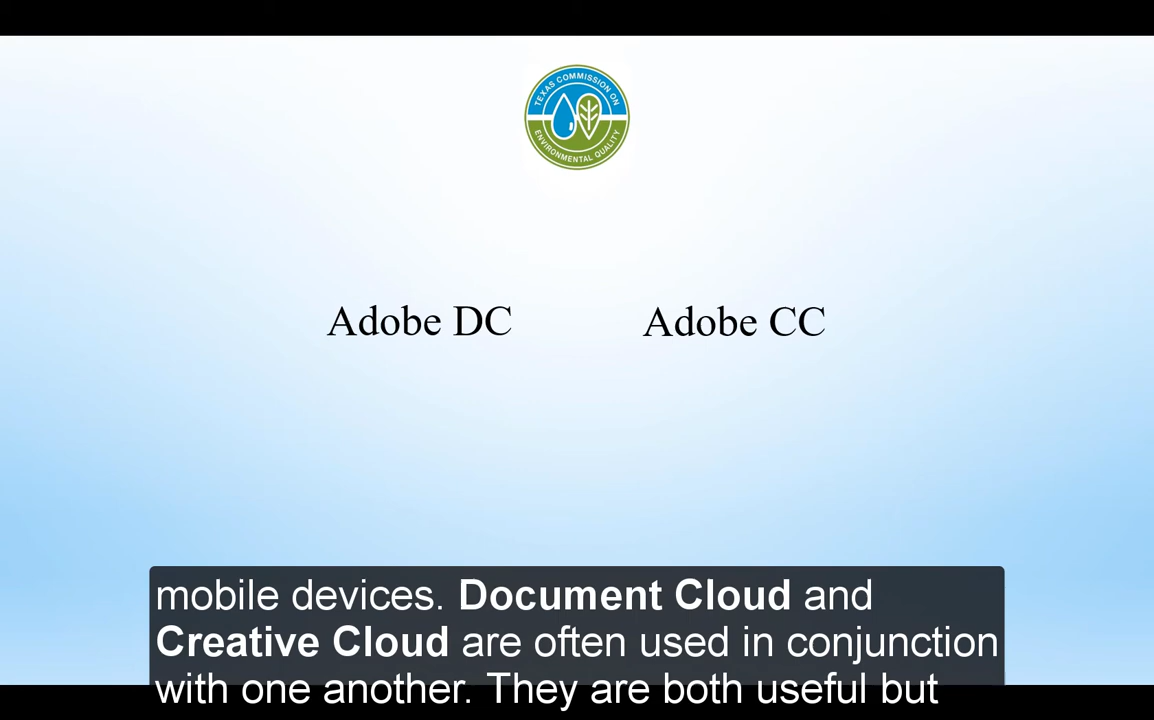 TEXAS COMMISSION ON
ENVIRONMENTAL QUALITY
Adobe DC Adobe CC
mobile devices. Document Cloud and
Creative Cloud are often used in conjunction
with one another. They are both useful but